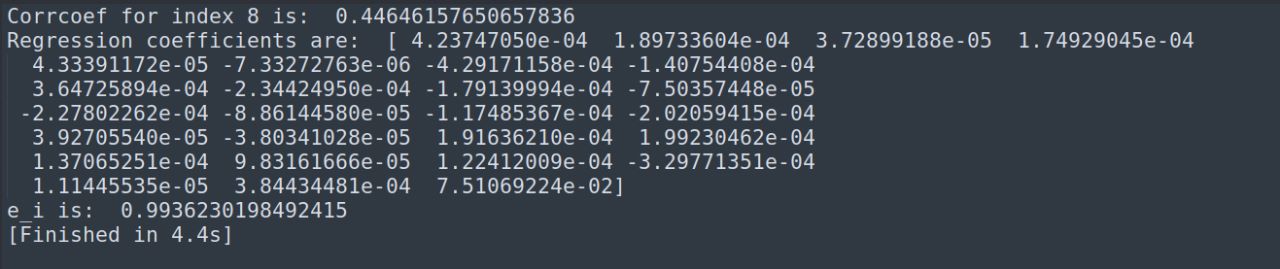 Corrcoef for index 8 is:  0.44646157650657836
Regression coefficients are:  [ 4.23747050e-04  1.89733604e-04  3.72899188e-05  1.74929045e-04
  4.33391172e-05 -7.33272763e-06 -4.29171158e-04 -1.40754408e-04
  3.64725894e-04 -2.34424950e-04 -1.79139994e-04 -7.50357448e-05
 -2.27802262e-04 -8.86144580e-05 -1.17485367e-04 -2.02059415e-04
  3.92705540e-05 -3.80341028e-05  1.91636210e-04  1.99230462e-04
  1.37065251e-04  9.83161666e-05  1.22412009e-04 -3.29771351e-04
  1.11445535e-05  3.84434481e-04  7.51069224e-02]
e_i is:  0.9936230198492415
[Finished in 4.4s]